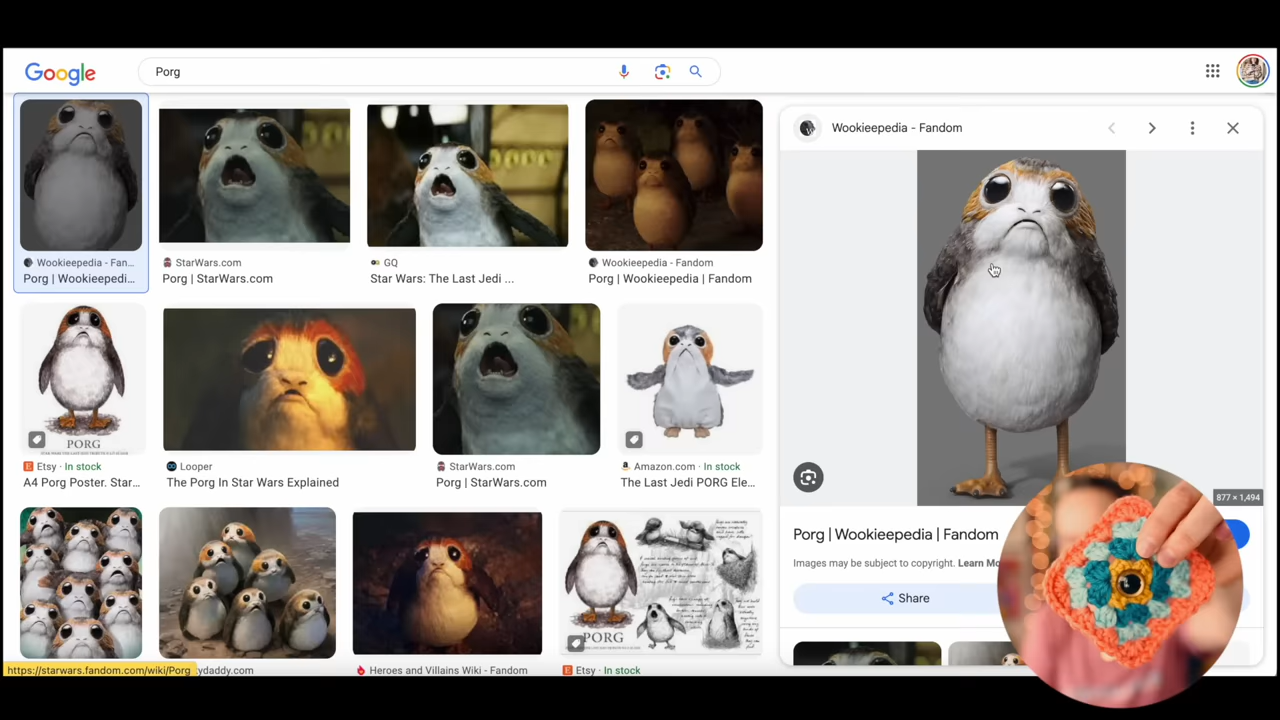 Google
Porg
Wookieepedia - Fandom
Wookieepedia - Fan...
Porg | Wookieepedi...
StarWars.com
Porg | StarWars.com
GQ
Star Wars: The Last Jedi ...
Wookieepedia - Fandom
Porg | Wookieepedia | Fandom
PORG
Etsy · In stock
A4 Porg Poster. Star...
Looper
The Porg In Star Wars Explained
StarWars.com
Porg | StarWars.com
Amazon.com · In stock
The Last Jedi PORG Ele...
877 × 1,494
Porg | Wookieepedia | Fandom
Images may be subject to copyright. Learn Mo
Share
PORG
https://starwars.fandom.com/wiki/Porg
ydaddy.com
Heroes and Villains Wiki - Fandom
Etsy · In stock